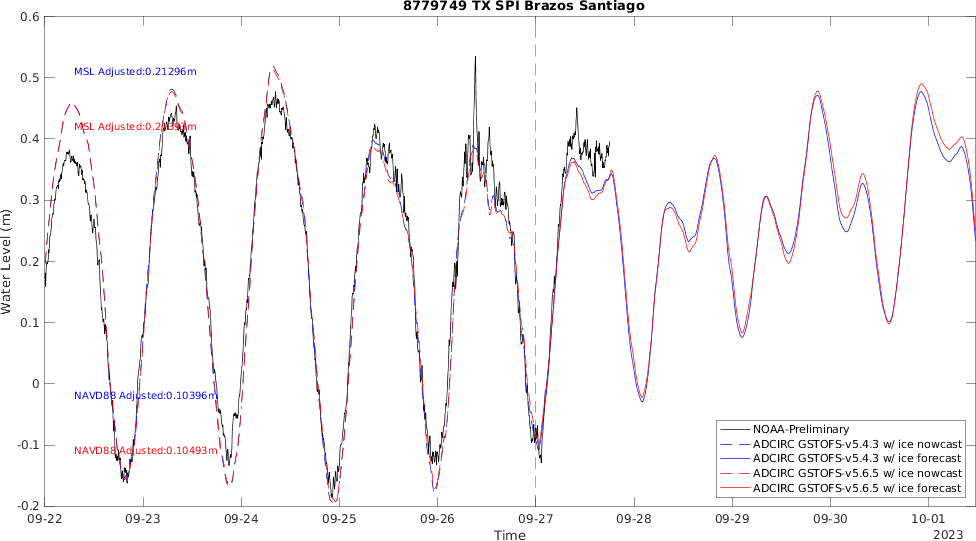 8779749 TX SPI Brazos Santiago
Water Level (m)
0.6
0.5
0.4
0.3
0.2
0.1
0
-0.1
-0.2
MSL Adjusted:0.21296m
MSL Adjusted:
NAVD88 Adjusted:0.10396m
NAVD88 Adjusted:0.10493m
NOAA-Preliminary
ADCIRC GSTOFS-v5.4.3 w/ ice nowcast
ADCIRC GSTOFS-v5.4.3 w/ ice forecast
ADCIRC GSTOFS-v5.6.5 w/ ice nowcast
ADCIRC GSTOFS-v5.6.5 w/ ice forecast
09-22 09-23 09-24 09-25 09-26 09-27 09-28 09-29 09-30 10-01
Time
2023